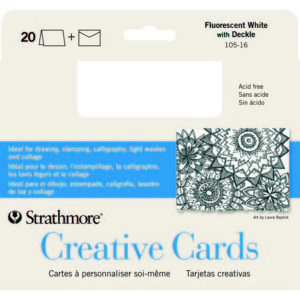 20 +
Fluorescent White
with Deckle
105-16
Acid free
Sans acide
Sin ácido
Ideal for drawing, stamping, calligraphy, light washes
and collage
Idéal pour le dessin, l'estampillage, la calligraphie,
les lavis légers et le collage
Ideal para el dibujo, estampado, caligrafía, lavados
de luz y collage
Art by Laura Baptist
Strathmore®
Creative Cards
Cartes à personnaliser soi-même
Tarjetas creativas